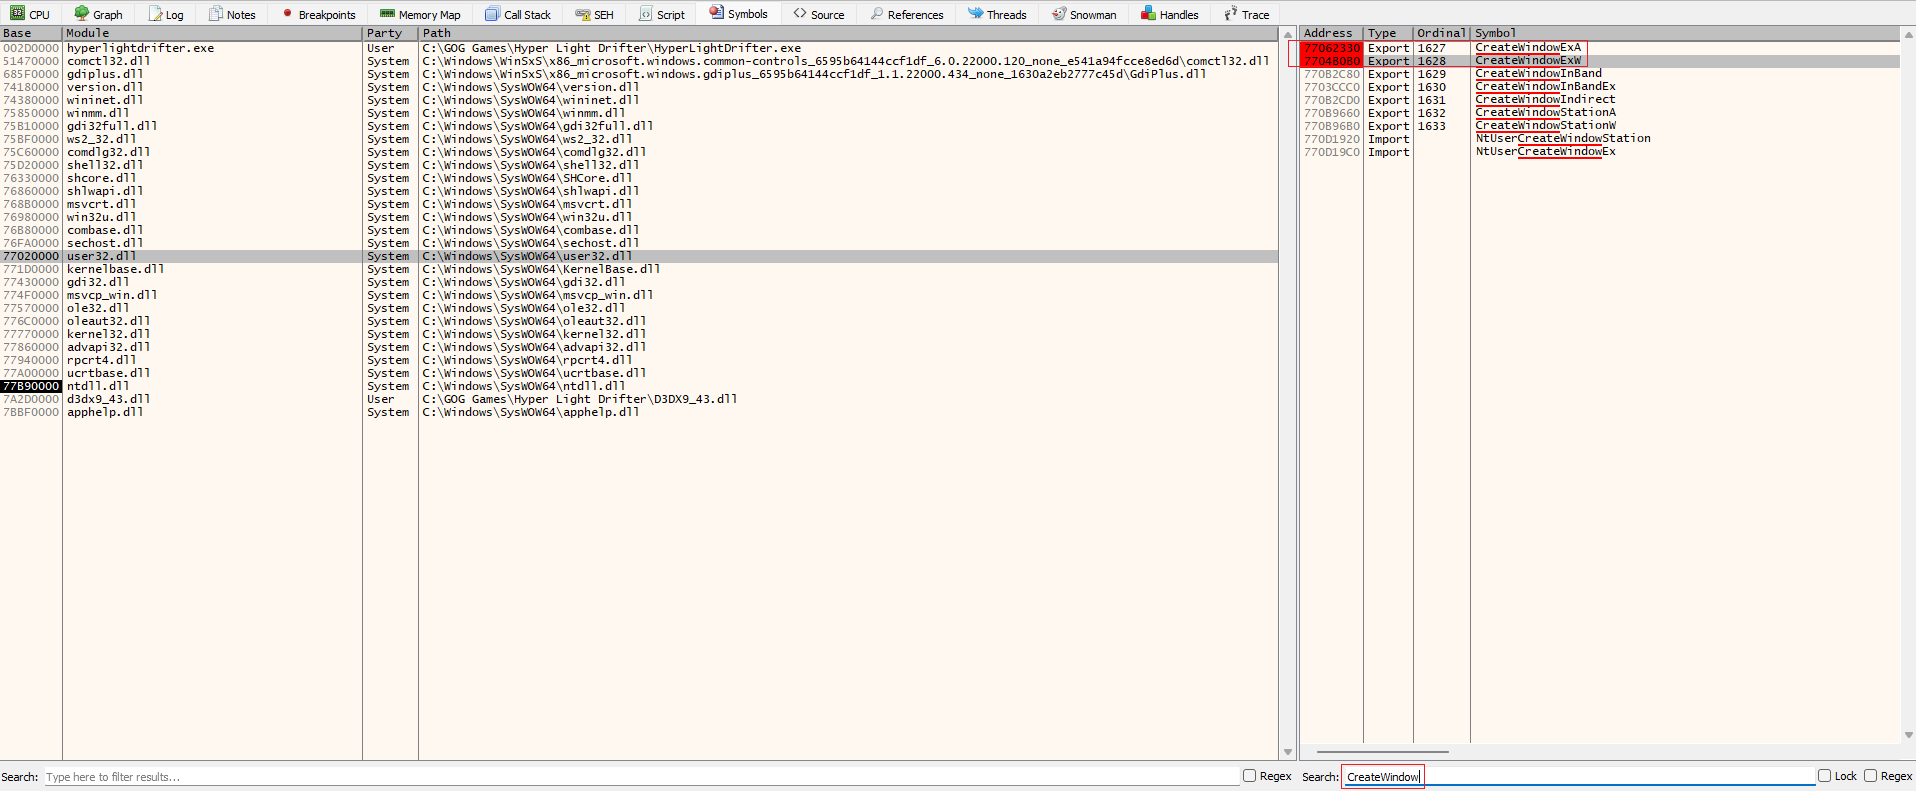 CPU Graph Log Notes Breakpoints Memory Map Call Stack SEH Script Symbols Source References Threads Snowman Handles Trace
Base Module Party Path
002D0000 hyperlightdrifter.exe User C:\GOG Games\Hyper Light Drifter\HyperLightDrifter.exe
51470000 comctl32.dll System C:\Windows\WinSxS\x86_microsoft.windows.common-controls_6595b64144ccf1df_6.0.22000.120_none_e541a94fcce8ed6d\comctl32.dll
685F0000 gdiplus.dll System C:\Windows\WinSxS\x86_microsoft.windows.gdiplus_6595b64144ccf1df_1.1.22000.434_none_1630a2eb2777c45d\GdiPlus.dll
74180000 version.dll System C:\Windows\SysWOW64\version.dll
74380000 wininet.dll System C:\Windows\SysWOW64\wininet.dll
75850000 winmm.dll System C:\Windows\SysWOW64\winmm.dll
75B10000 gdi32full.dll System C:\Windows\SysWOW64\gdi32full.dll
75BF0000 ws2_32.dll System C:\Windows\SysWOW64\ws2_32.dll
75C60000 comdlg32.dll System C:\Windows\SysWOW64\comdlg32.dll
75D20000 shell32.dll System C:\Windows\SysWOW64\shell32.dll
76330000 shcore.dll System C:\Windows\SysWOW64\SHCore.dll
76860000 shlwapi.dll System C:\Windows\SysWOW64\shlwapi.dll
768B0000 msvcrt.dll System C:\Windows\SysWOW64\msvcrt.dll
76980000 win32u.dll System C:\Windows\SysWOW64\win32u.dll
76B80000 combase.dll System C:\Windows\SysWOW64\combase.dll
76FA0000 sechost.dll System C:\Windows\SysWOW64\sechost.dll
77020000 user32.dll System C:\Windows\SysWOW64\user32.dll
771D0000 kernelbase.dll System C:\Windows\SysWOW64\KernelBase.dll
77430000 gdi32.dll System C:\Windows\SysWOW64\gdi32.dll
774F0000 msvcp_win.dll System C:\Windows\SysWOW64\msvcp_win.dll
77570000 ole32.dll System C:\Windows\SysWOW64\ole32.dll
776C0000 oleaut32.dll System C:\Windows\SysWOW64\oleaut32.dll
77770000 kernel32.dll System C:\Windows\SysWOW64\kernel32.dll
77860000 advapi32.dll System C:\Windows\SysWOW64\advapi32.dll
77940000 rpcrt4.dll System C:\Windows\SysWOW64\rpcrt4.dll
77A00000 ucrtbase.dll System C:\Windows\SysWOW64\ucrtbase.dll
77B90000 ntdll.dll System C:\Windows\SysWOW64\ntdll.dll
7A2D0000 d3dx9_43.dll User C:\GOG Games\Hyper Light Drifter\D3DX9_43.dll
7BBF0000 apphelp.dll System C:\Windows\SysWOW64\apphelp.dll
Address Type Ordinal Symbol
77062330 Export 1627 CreateWindowExA
7704B0B0 Export 1628 CreateWindowExW
770B2C80 Export 1629 CreateWindowInBand
7703CCC0 Export 1630 CreateWindowInBandEx
770B2CD0 Export 1631 CreateWindowIndirect
770B9660 Export 1632 CreateWindowStationA
770B96B0 Export 1633 CreateWindowStationW
770D1920 Import NtUserCreateWindowStation
770D19C0 Import NtUserCreateWindowEx
Search: Type here to filter results... Regex Search: CreateWindow Lock Regex